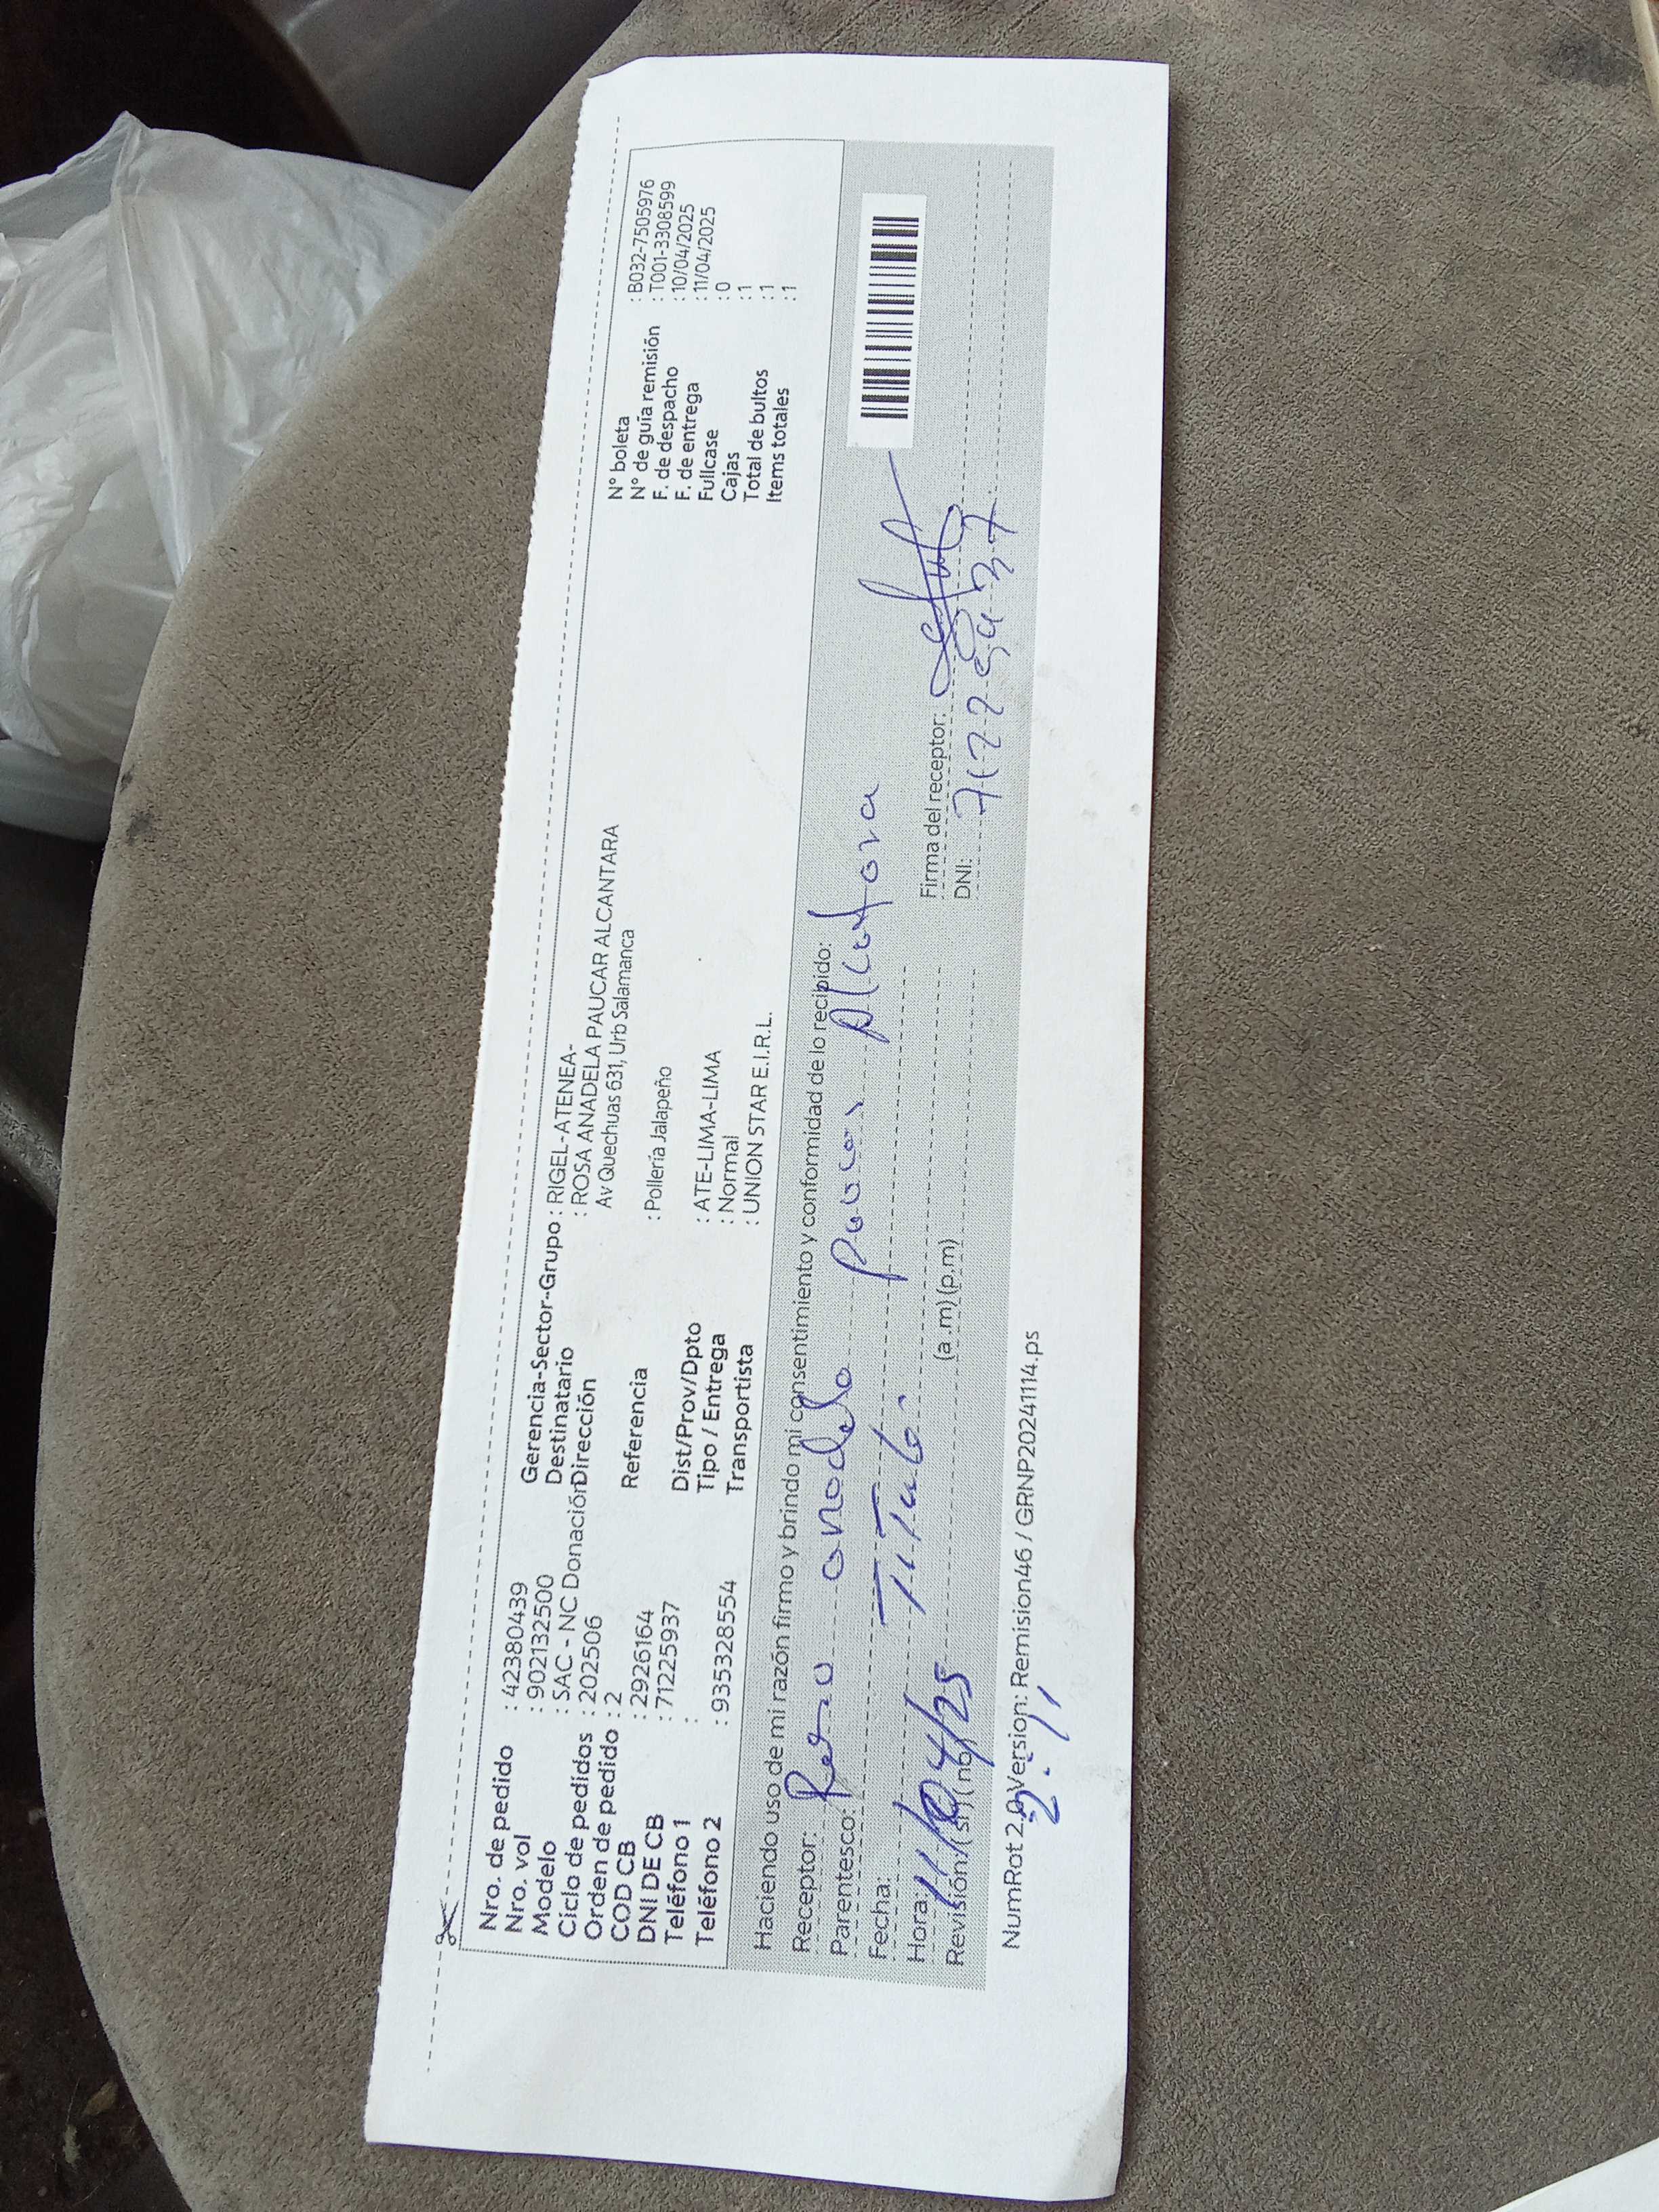 Nro. de pedido : 42380439
Nro. vol : 902132500
Modelo : SAC - NC Donación
Ciclo de pedidos : 202506
Orden de pedido : 2
COD CB : 2926164
DNI DE CB : 71225937
Teléfono 1 :
Teléfono 2 : 935328554
Gerencia-Sector-Grupo : RIGEL-ATENEA-
Destinatario : ROSA ANADELA PAUCAR ALCANTARA
Dirección Av Quechuas 631, Urb Salamanca
Referencia : Pollería Jalapeño
Dist/Prov/Dpto : ATE-LIMA-LIMA
Tipo / Entrega : Normal
Transportista : UNION STAR E.I.R.L.
N° boleta : B032-7505976
N° de guía remisión : T001-3308599
F. de despacho : 10/04/2025
F. de entrega : 11/04/2025
Fullcase : 0
Cajas : 1
Total de bultos : 1
Items totales : 1
Haciendo uso de mi razón firmo y brindo mi consentimiento y conformidad de lo recibido:
Receptor: anadela Paucar
Parentesco: Titular
Fecha: 11/04/25
Hora: (a .m) (p.m)
Revisión (si) (no)
Firma del receptor:
DNI: 71225937
NumRot 2.0 Version: Remision46 / GRNP20241114.ps